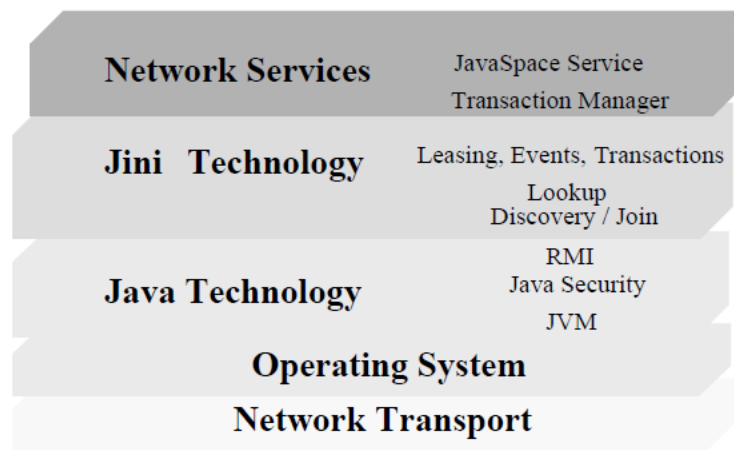 Network Services
JavaSpace Service
Transaction Manager
Jini Technology
Leasing, Events, Transactions
Lookup
Discovery / Join
Java Technology
RMI
Java Security
JVM
Operating System
Network Transport